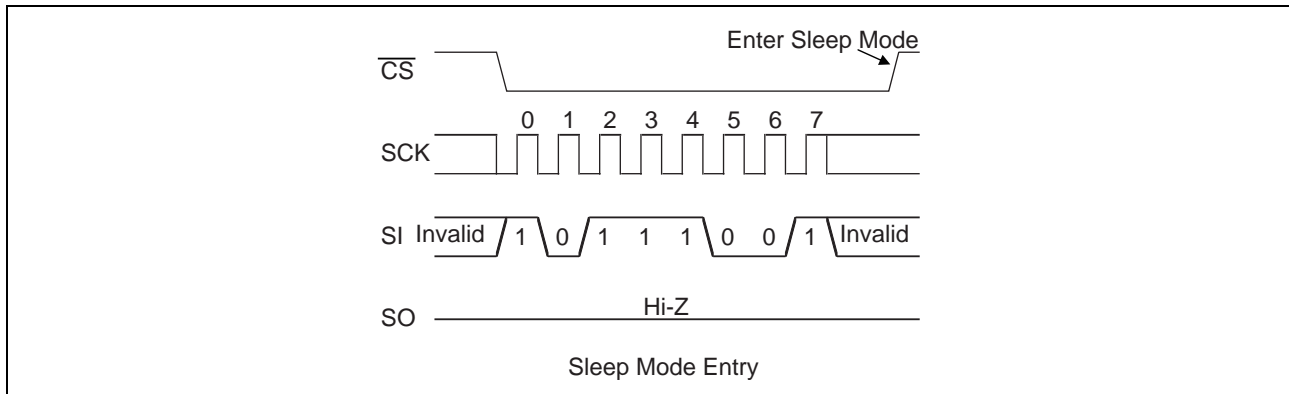 Enter Sleep Mode
CS
0 1 2 3 4 5 6 7
SCK
SI Invalid 1 0 1 1 1 0 0 1 Invalid
Hi-Z
SO
Sleep Mode Entry